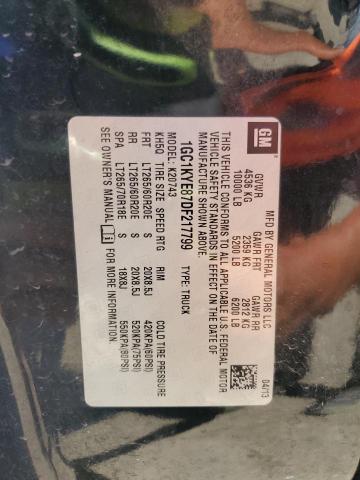 GM
MFD BY GENERAL MOTORS LLC 04/13
GVWR GAWR FRT GAWR RR
4536 KG 2359 KG 2812 KG
10000 LB 5200 LB 6200 LB
THIS VEHICLE CONFORMS TO ALL APPLICABLE U.S. FEDERAL MOTOR
VEHICLE SAFETY STANDARDS IN EFFECT ON THE DATE OF
MANUFACTURE SHOWN ABOVE.
1GC1KYE87DF217799 TYPE: TRUCK
MODEL: K20743
KH5Q TIRE SIZE SPEED RTG RIM COLD TIRE PRESSURE
FRT LT265/60R20E S 20X8.5J 420KPA(60PSI)
RR LT265/60R20E S 20X8.5J 520KPA(75PSI)
SPA LT265/70R18E S 18X8J 550KPA(80PSI)
SEE OWNER'S MANUAL i FOR MORE INFORMATION.